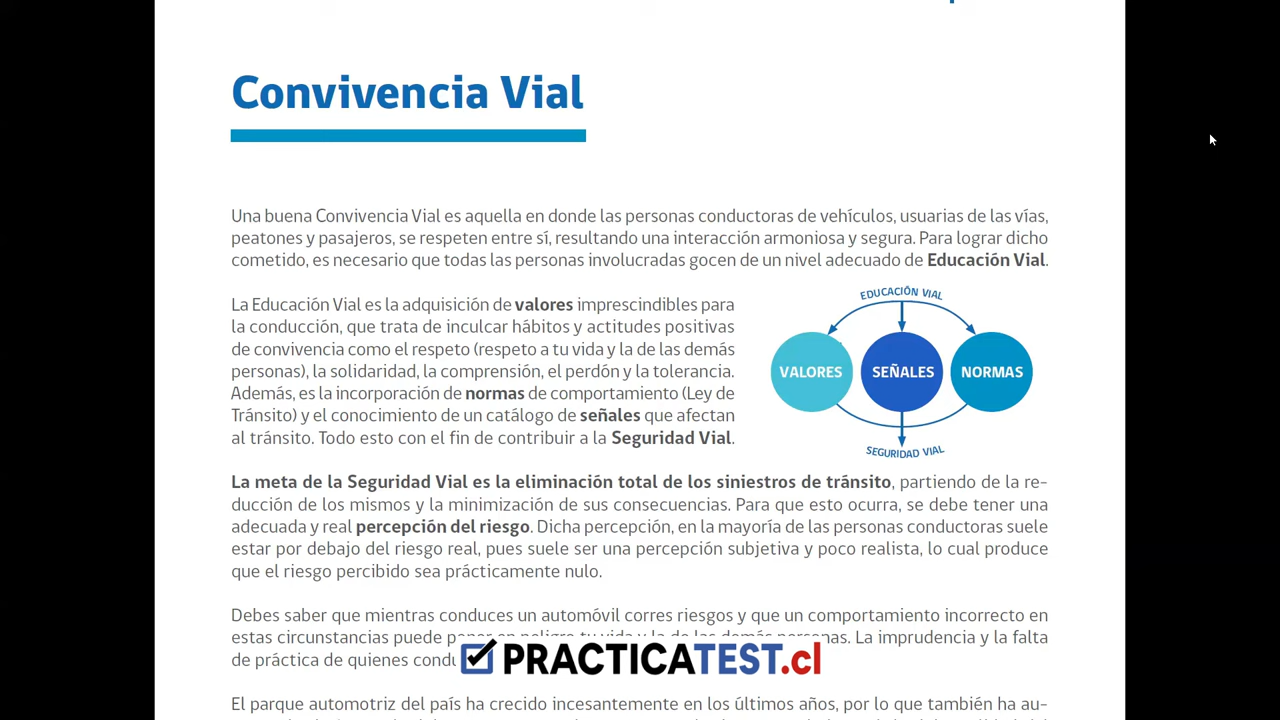 Convivencia Vial
Una buena Convivencia Vial es aquella en donde las personas conductoras de vehículos, usuarias de las vías,
peatones y pasajeros, se respeten entre sí, resultando una interacción armoniosa y segura. Para lograr dicho
cometido, es necesario que todas las personas involucradas gocen de un nivel adecuado de Educación Vial.
La Educación Vial es la adquisición de valores imprescindibles para
la conducción, que trata de inculcar hábitos y actitudes positivas
de convivencia como el respeto (respeto a tu vida y la de las demás
personas), la solidaridad, la comprensión, el perdón y la tolerancia.
Además, es la incorporación de normas de comportamiento (Ley de
Tránsito) y el conocimiento de un catálogo de señales que afectan
al tránsito. Todo esto con el fin de contribuir a la Seguridad Vial.
EDUCACIÓN VIAL
VALORES
SEÑALES
NORMAS
SEGURIDAD VIAL
La meta de la Seguridad Vial es la eliminación total de los siniestros de tránsito, partiendo de la re-
ducción de los mismos y la minimización de sus consecuencias. Para que esto ocurra, se debe tener una
adecuada y real percepción del riesgo. Dicha percepción, en la mayoría de las personas conductoras suele
estar por debajo del riesgo real, pues suele ser una percepción subjetiva y poco realista, lo cual produce
que el riesgo percibido sea prácticamente nulo.
Debes saber que mientras conduces un automóvil corres riesgos y que un comportamiento incorrecto en
estas circunstancias puede poner en peligro tu vida y la de las demás personas. La imprudencia y la falta
de práctica de quienes
PRACTICATEST.cl
El parque automotriz del país ha crecido incesantemente en los últimos años, por lo que también ha au-